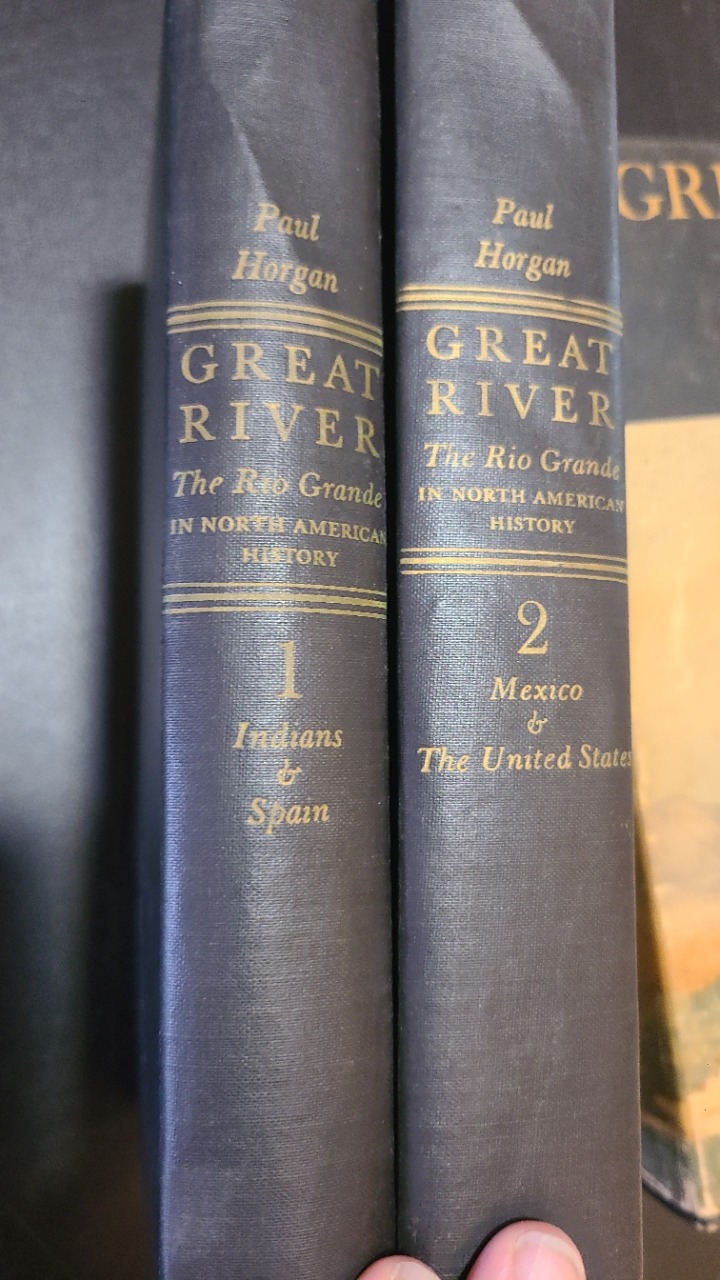 Paul
Horgan
GREAT
RIVER
The Rio Grande
IN NORTH AMERICAN
HISTORY
1
Indians
&
Spain
Paul
Horgan
GREAT
RIVER
The Rio Grande
IN NORTH AMERICAN
HISTORY
2
Mexico
&
The United States
GR